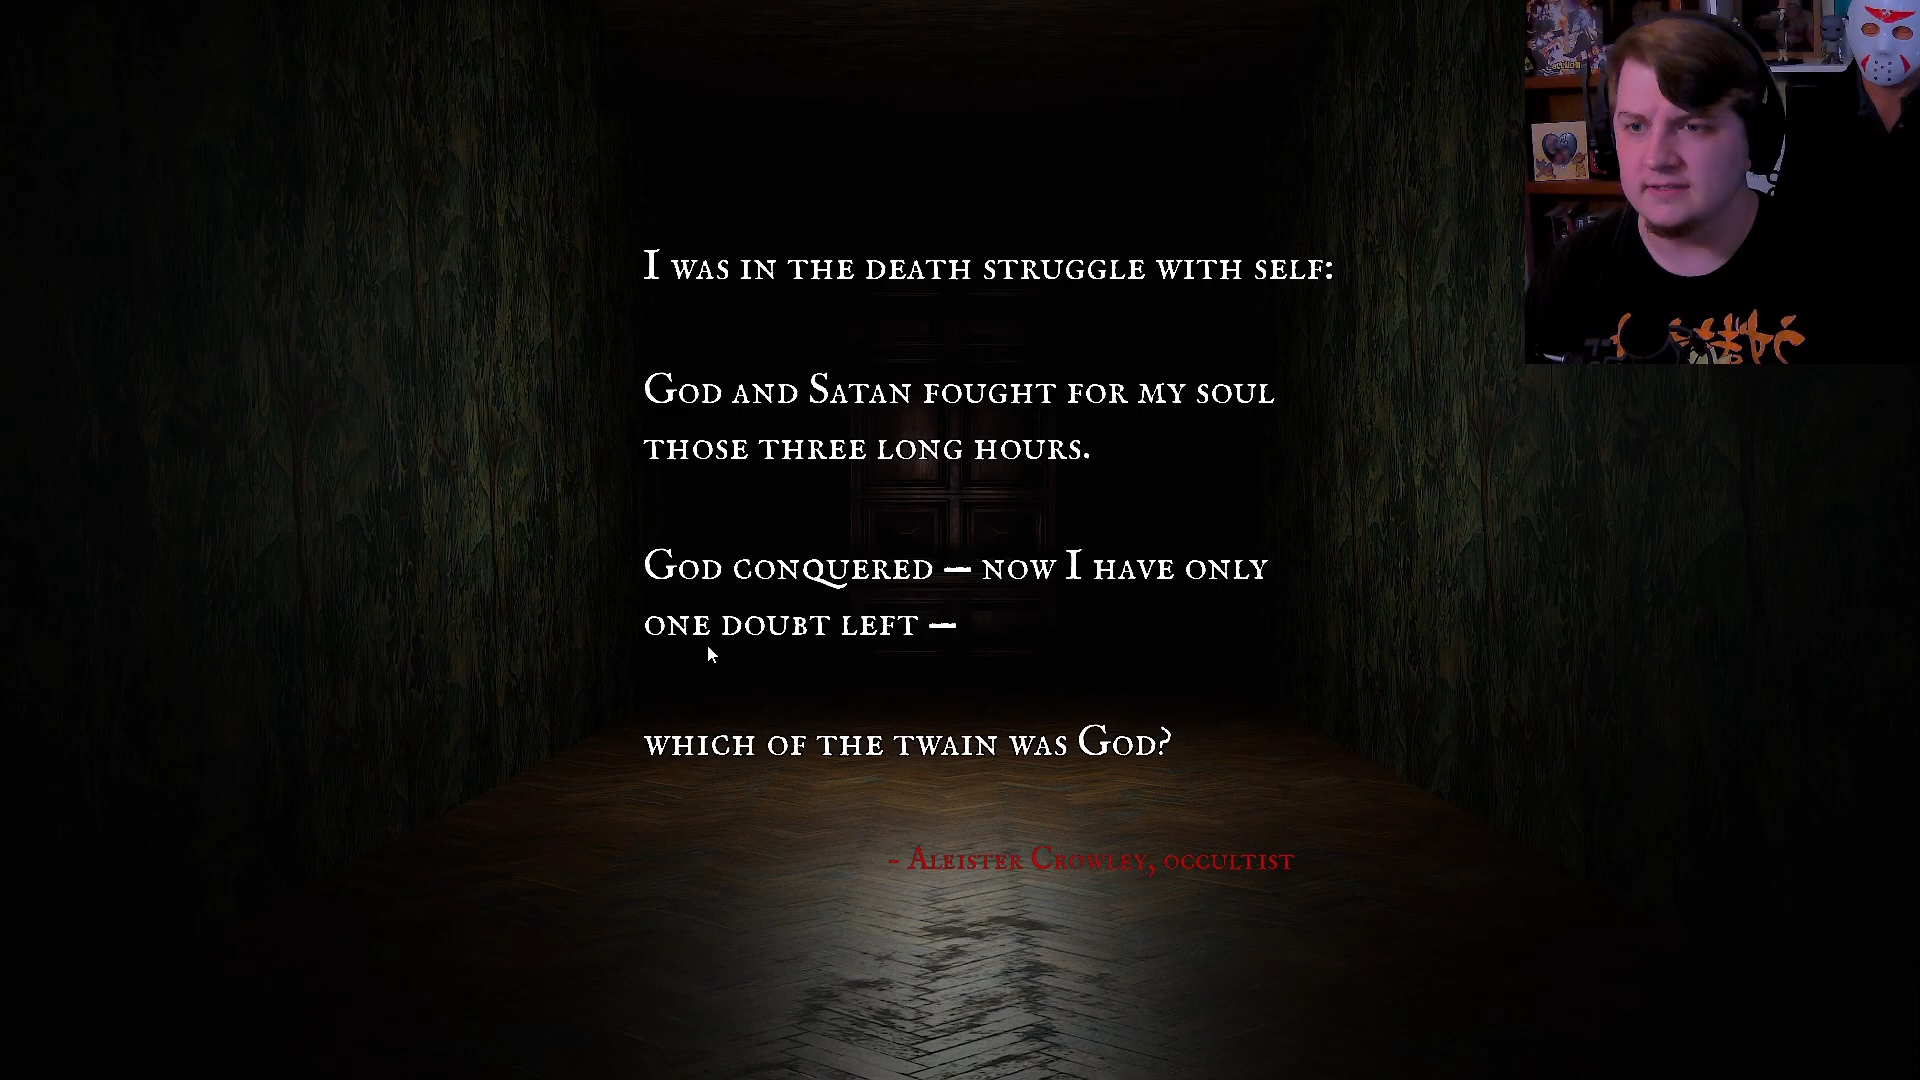 I was in the death struggle with self:
God and Satan fought for my soul
those three long hours.
God conquered — now I have only
one doubt left —
which of the twain was God?
- Aleister Crowley, occultist